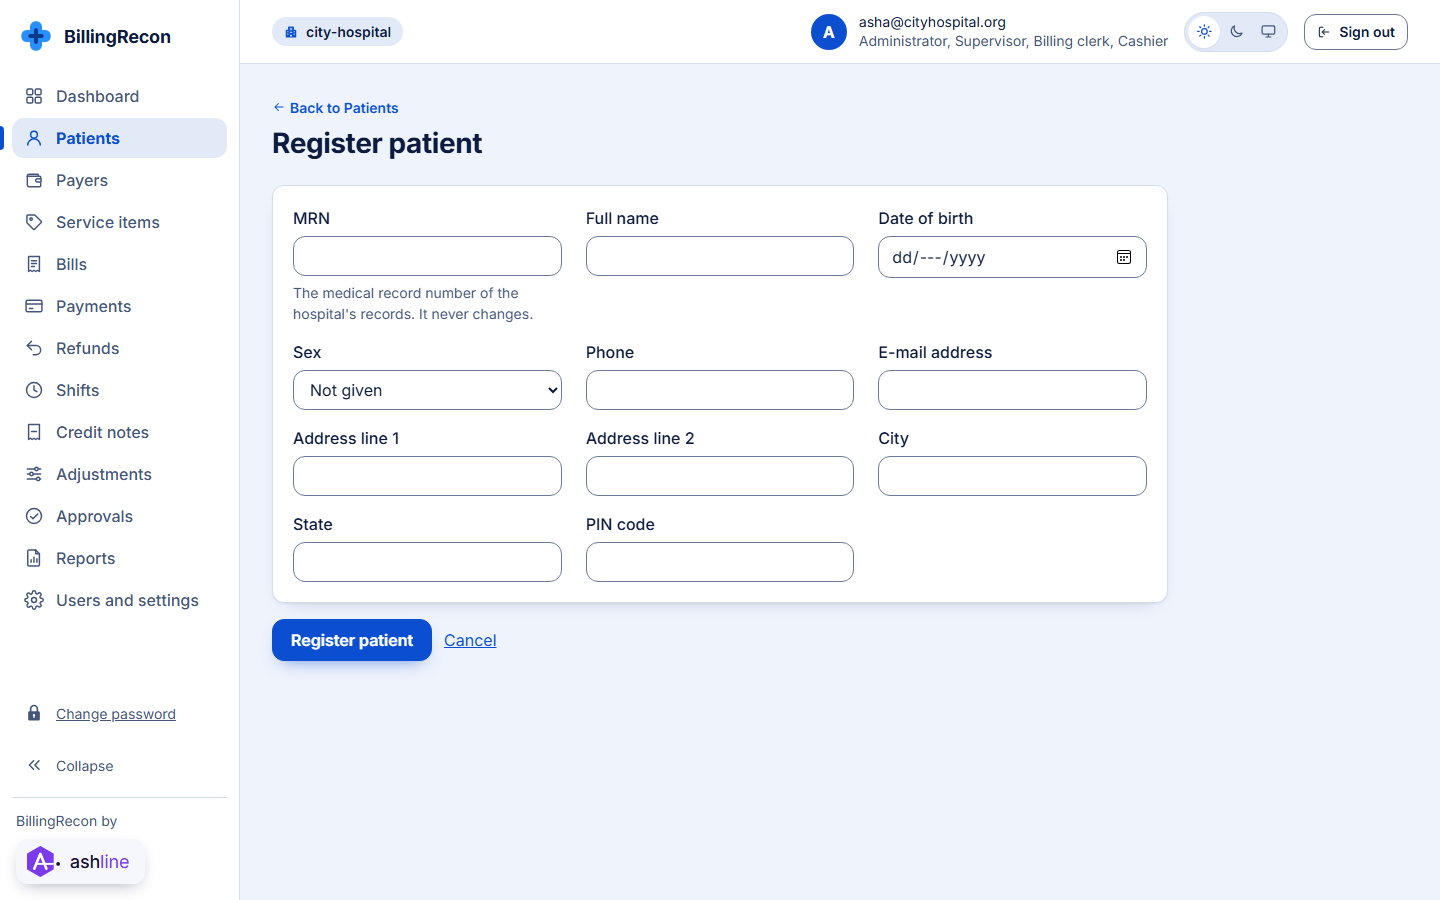 BillingRecon
city-hospital
A
asha@cityhospital.org
Administrator, Supervisor, Billing clerk, Cashier
Sign out
Dashboard
Patients
Payers
Service items
Bills
Payments
Refunds
Shifts
Credit notes
Adjustments
Approvals
Reports
Users and settings
Change password
Collapse
BillingRecon by
A
ashline
Back to Patients
Register patient
MRN
Full name
Date of birth
dd/---/yyyy
The medical record number of the
hospital's records. It never changes.
Sex
Phone
E-mail address
Not given
Address line 1
Address line 2
City
State
PIN code
Register patient
Cancel